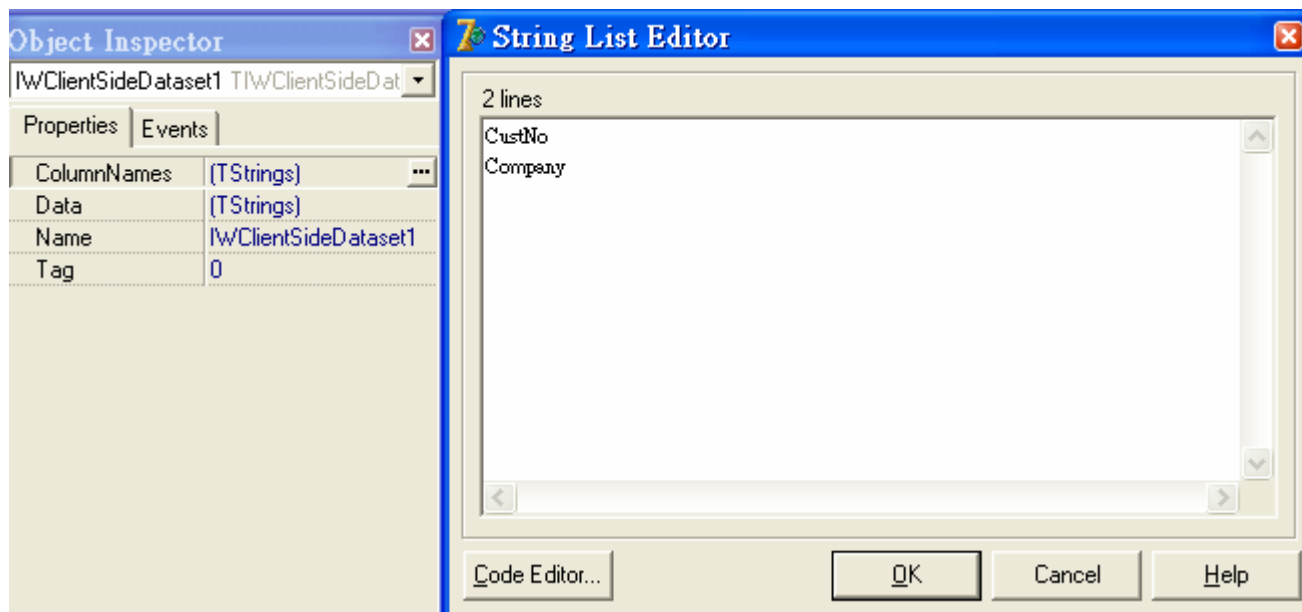 Object Inspector
IWClientSideDataset1 TIWClientSideDat
Properties Events
ColumnNames (TStrings) ...
Data (TStrings)
Name IWClientSideDataset1
Tag 0
String List Editor
2 lines
CustNo
Company
Code Editor... OK Cancel Help